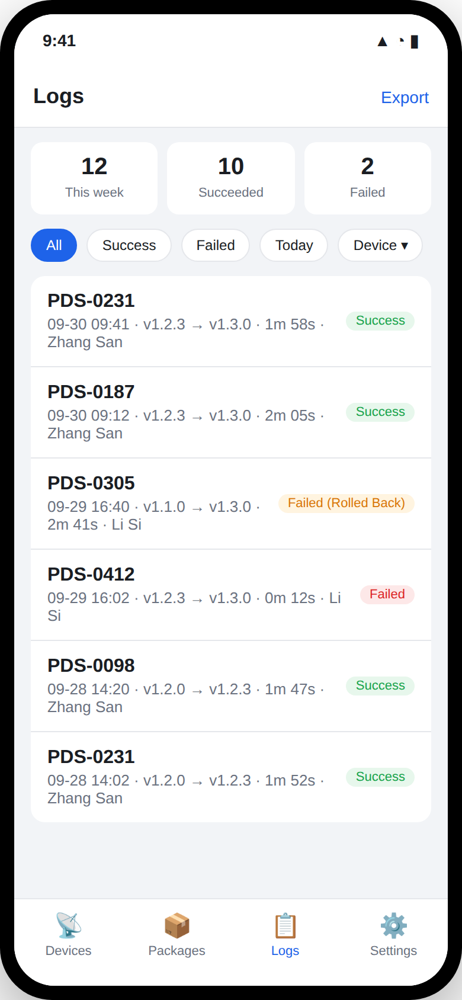 9:41
Logs
Export
12
This week
10
Succeeded
2
Failed
All
Success
Failed
Today
Device ▾
PDS-0231
09-30 09:41 · v1.2.3 → v1.3.0 · 1m 58s ·
Zhang San
Success
PDS-0187
09-30 09:12 · v1.2.3 → v1.3.0 · 2m 05s ·
Zhang San
Success
PDS-0305
09-29 16:40 · v1.1.0 → v1.3.0 ·
2m 41s · Li Si
Failed (Rolled Back)
PDS-0412
09-29 16:02 · v1.2.3 → v1.3.0 · 0m 12s · Li
Si
Failed
PDS-0098
09-28 14:20 · v1.2.0 → v1.2.3 · 1m 47s ·
Zhang San
Success
PDS-0231
09-28 14:02 · v1.2.0 → v1.2.3 · 1m 52s ·
Zhang San
Success
Devices
Packages
Logs
Settings